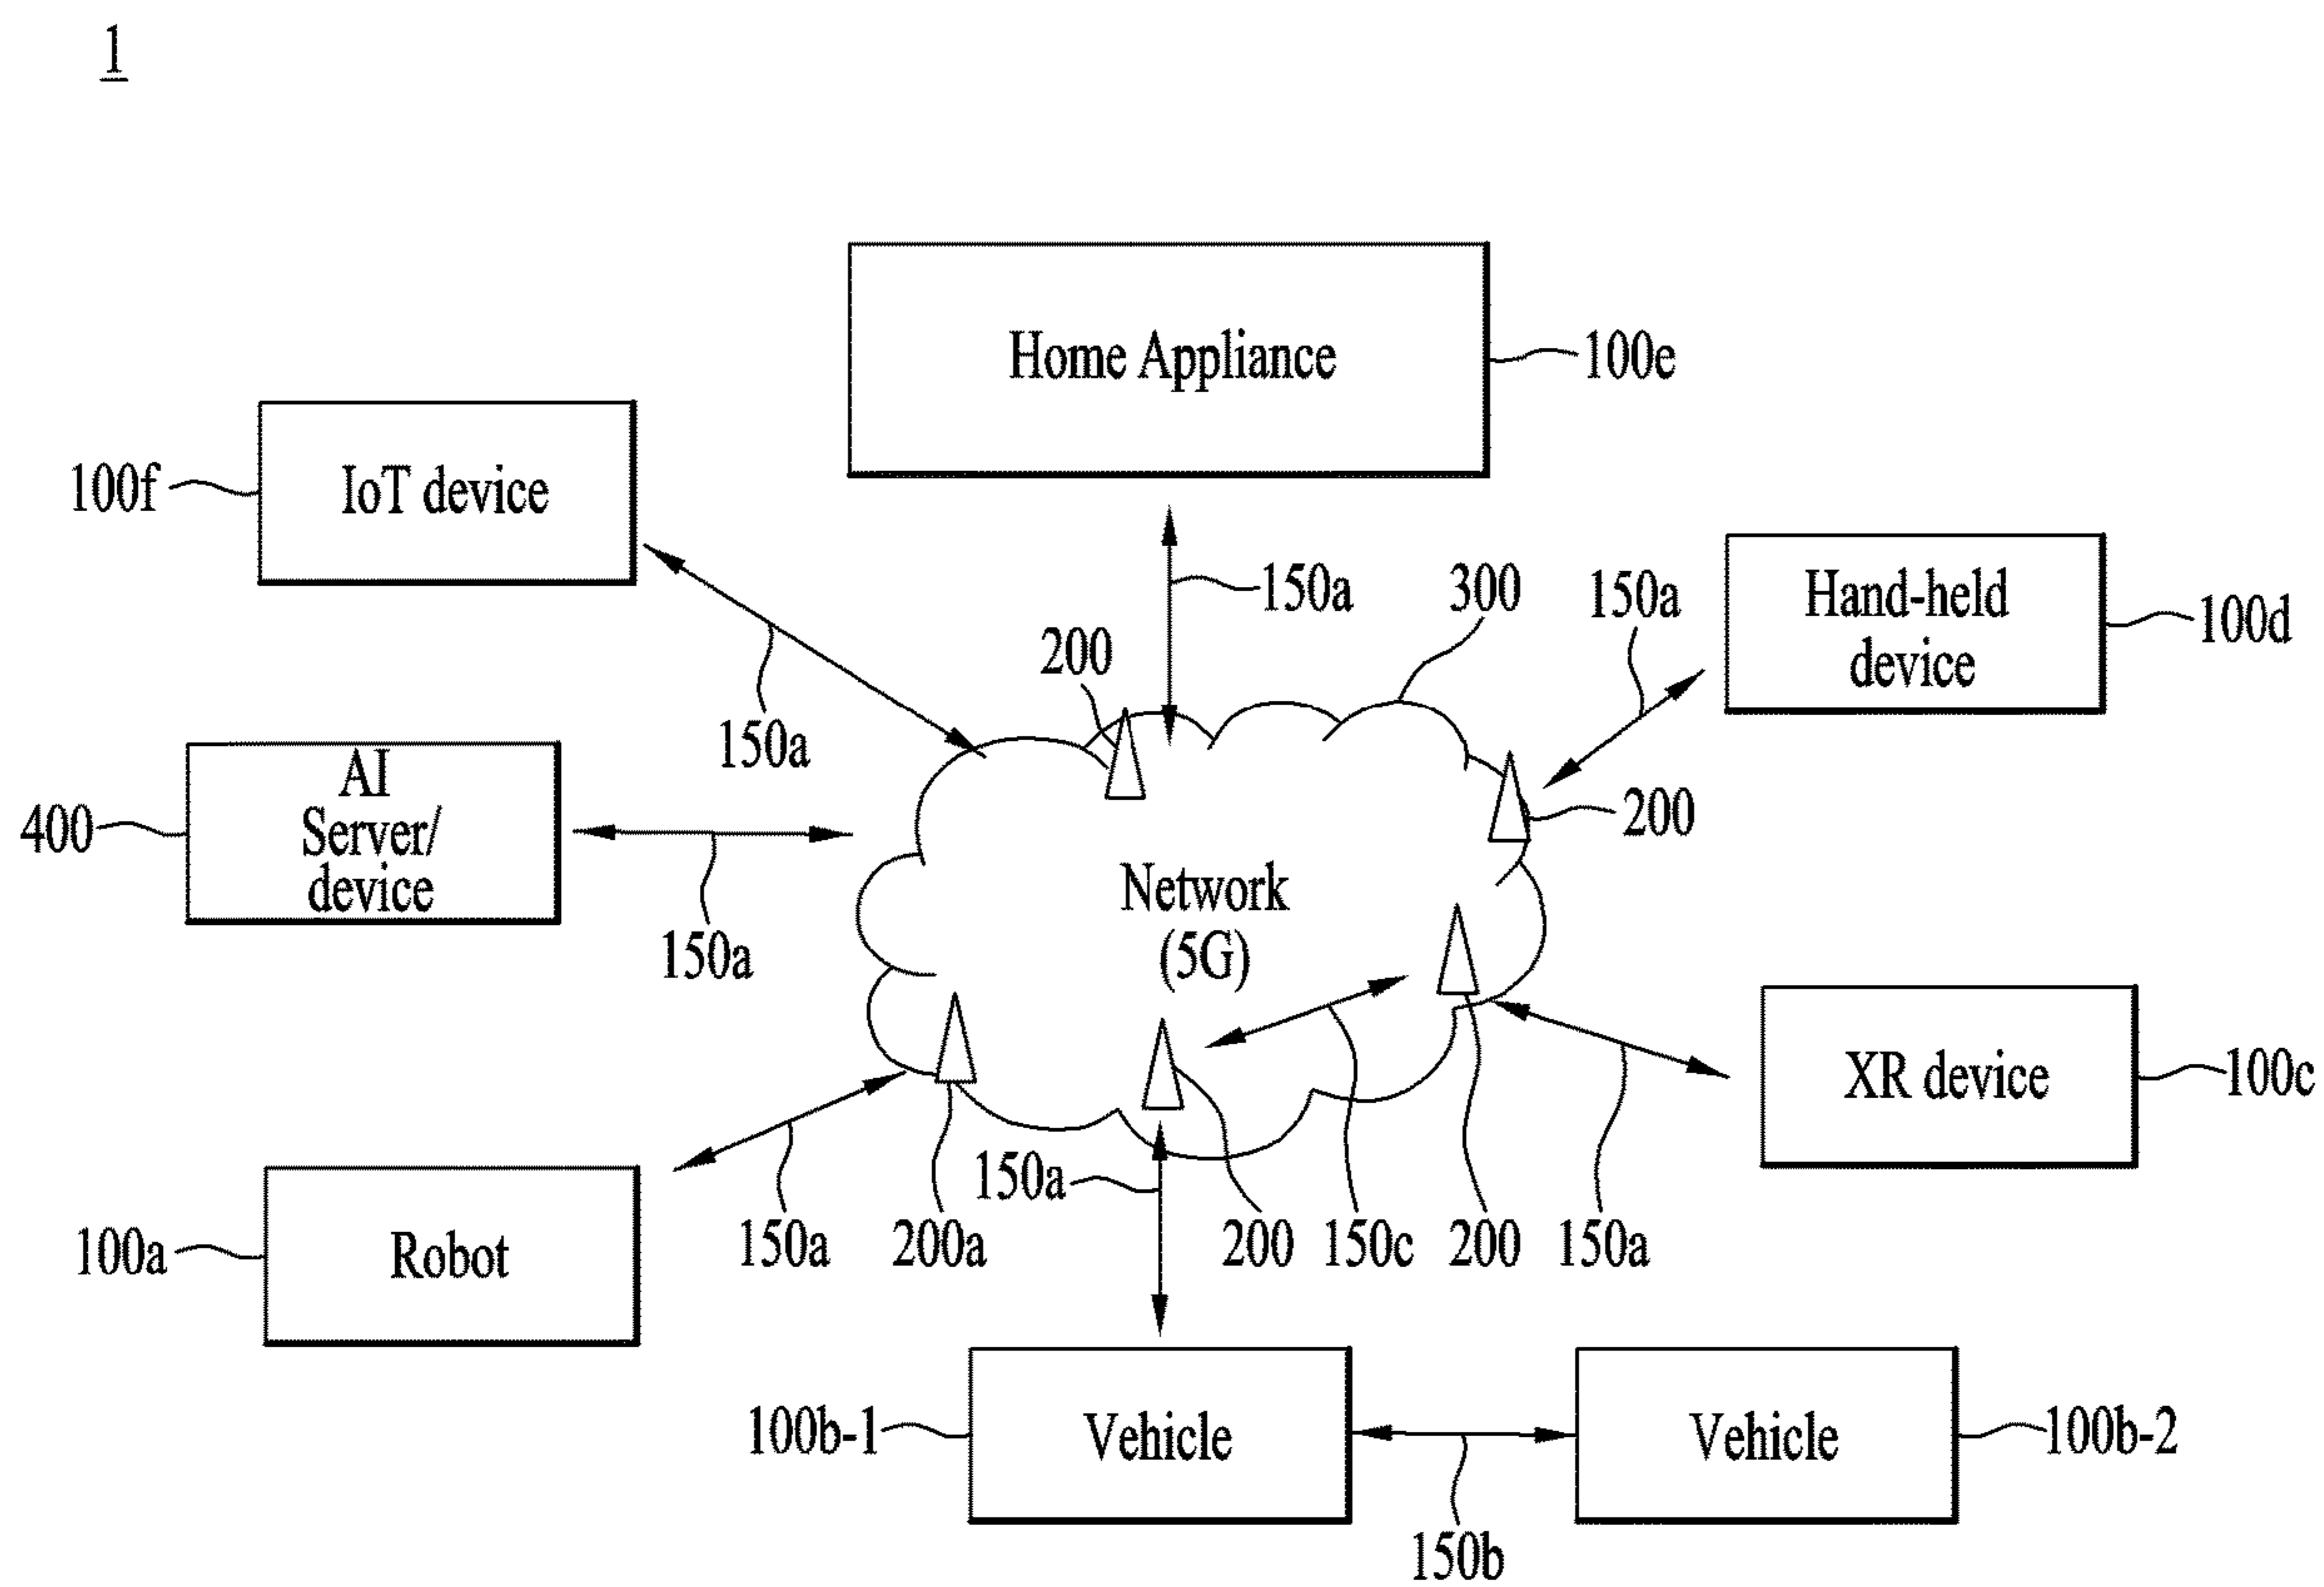 1
Home Appliance
100e
100f
IoT device
150a
300
150a
Hand-held
device
100d
200
150a
400
AI
Server/
device
200
150a
Network
(5G)
XR device
100c
150a
100a
Robot
150a
200a
200
150c
200
150a
100b-1
Vehicle
Vehicle
100b-2
150b